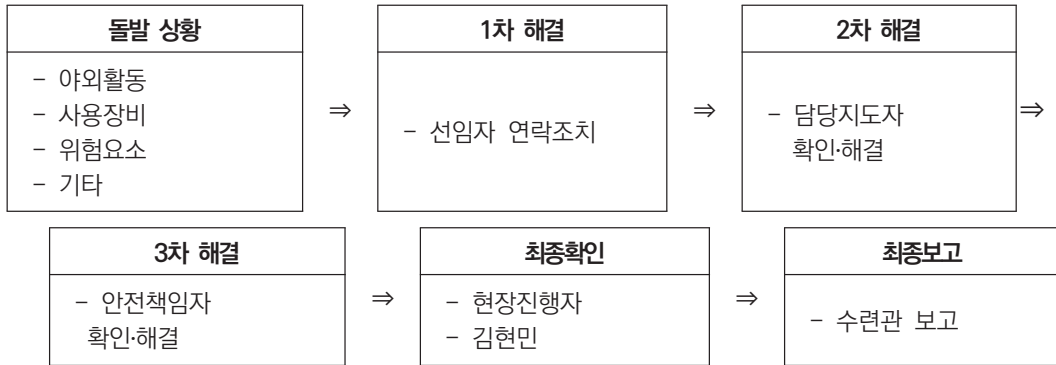 돌발 상황
- 야외활동
- 사용장비
- 위험요소
- 기타
⇒
1차 해결
- 선임자 연락조치
⇒
2차 해결
- 담당지도자
확인·해결
⇒
3차 해결
- 안전책임자
확인·해결
⇒
최종확인
- 현장진행자
- 김현민
⇒
최종보고
- 수련관 보고